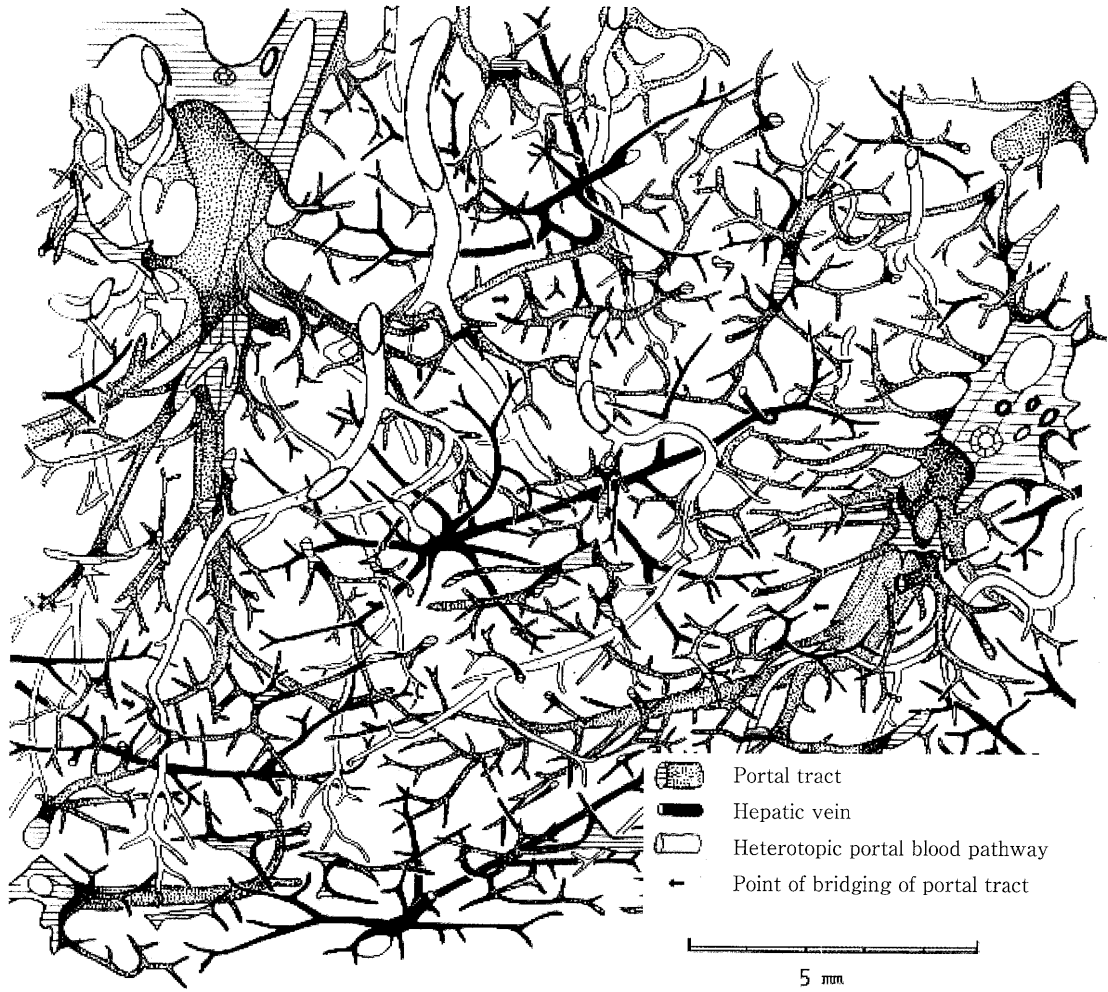 Portal tract
Hepatic vein
Heterotopic portal blood pathway
Point of bridging of portal tract
5 mm